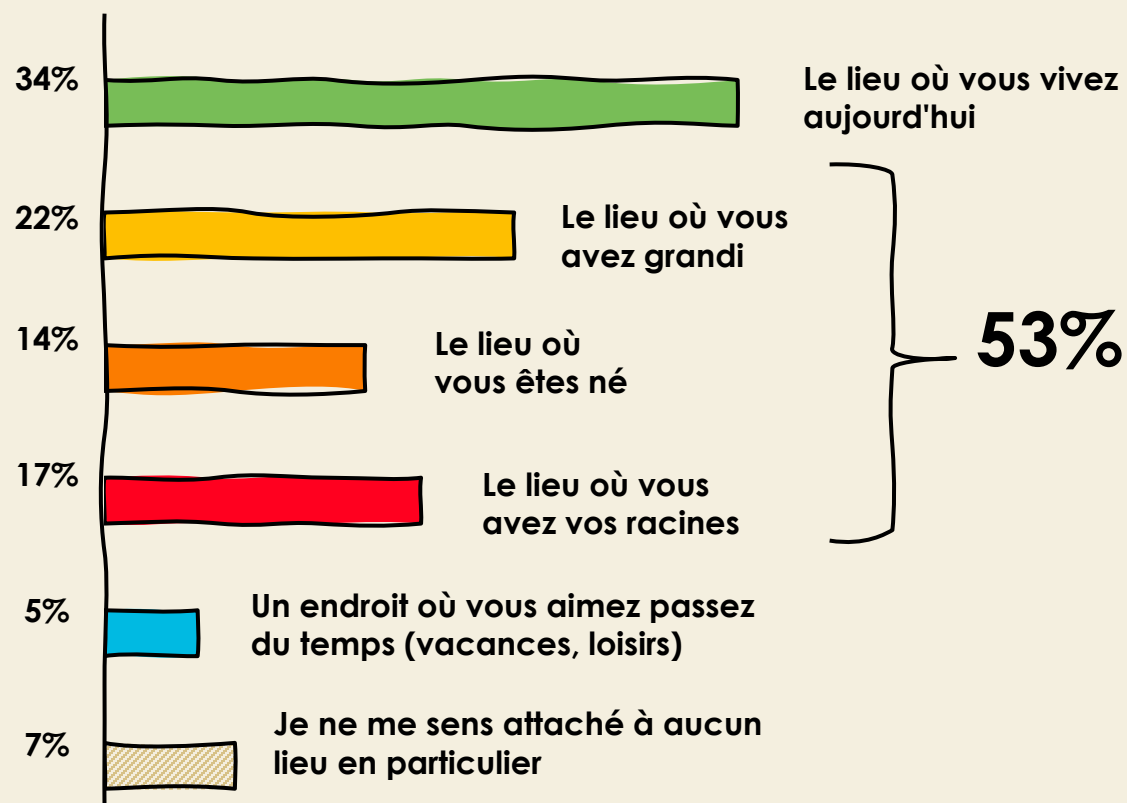 34%
Le lieu où vous vivez
aujourd'hui
22%
Le lieu où vous
avez grandi
14%
Le lieu où
vous êtes né
53%
17%
Le lieu où vous
avez vos racines
5%
Un endroit où vous aimez passez
du temps (vacances, loisirs)
7%
Je ne me sens attaché à aucun
lieu en particulier